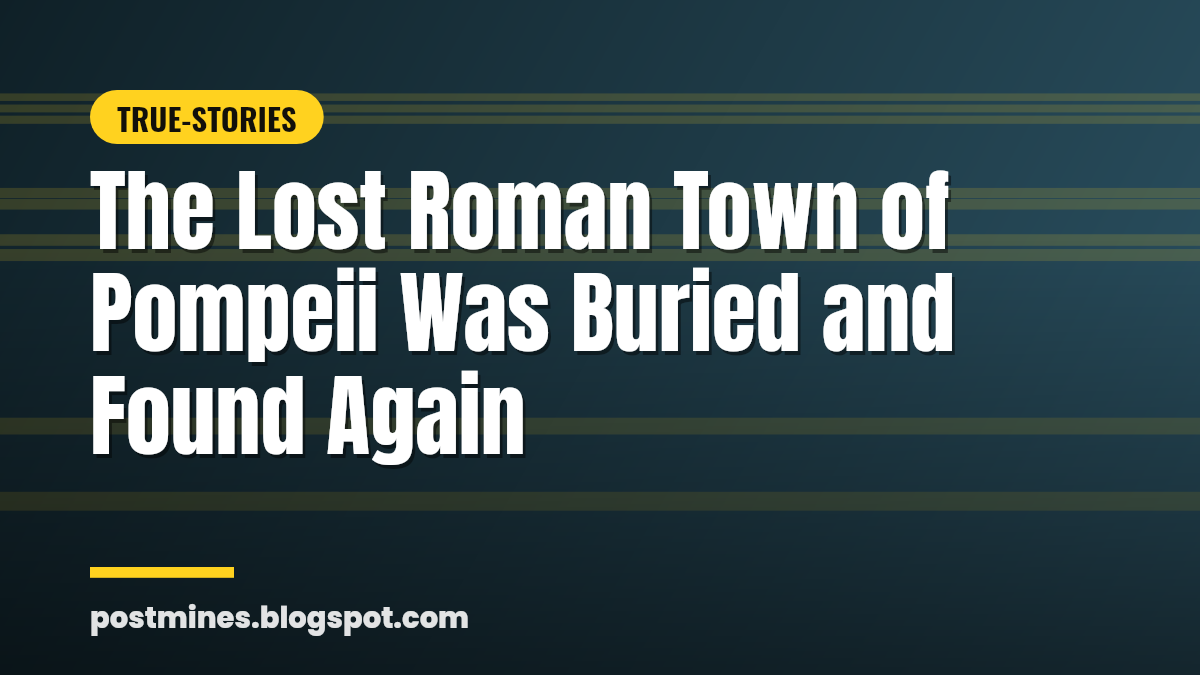 TRUE-STORIES
The Lost Roman Town of
Pompeii Was Buried and
Found Again
postmines.blogspot.com